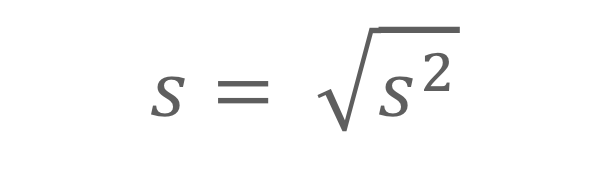 s = √s²